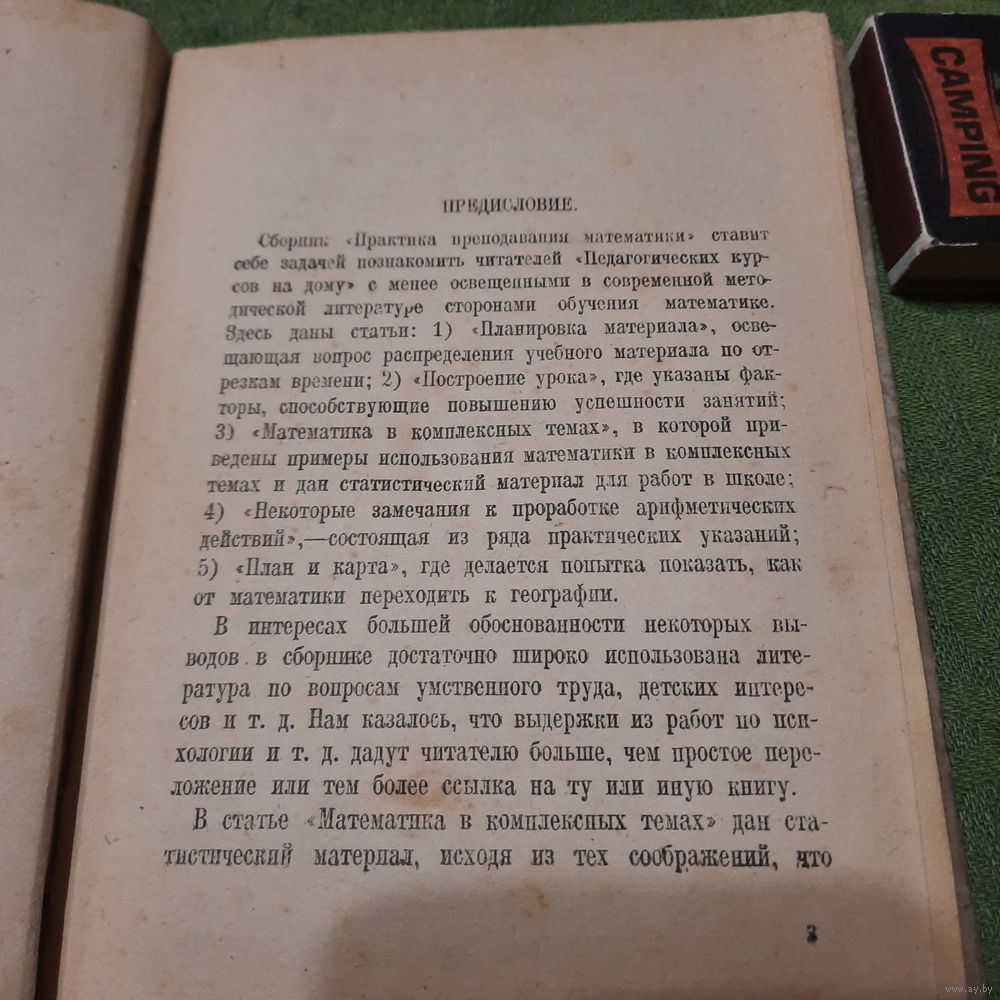 ПРЕДИСЛОВИЕ.
Сборник «Практика преподавания математики» ставит
себе задачей познакомить читателей «Педагогических кур-
сов на дому» с менее освещенными в современной мето-
дической литературе сторонами обучения математике.
Здесь даны статьи: 1) «Планировка материала», осве-
щающая вопрос распределения учебного материала по от-
резкам времени; 2) «Построение урока», где указаны фак-
торы, способствующие повышению успешности занятий;
3) «Математика в комплексных темах», в которой при-
ведены примеры использования математики в комплексных
темах и дан статистический материал для работ в школе;
4) «Некоторые замечания к проработке арифметических
действий»,—состоящая из ряда практических указаний;
5) «План и карта», где делается попытка показать, как
от математики переходить к географии.
В интересах большей обоснованности некоторых вы-
водов в сборнике достаточно широко использована лите-
ратура по вопросам умственного труда, детских интере-
сов и т. д. Нам казалось, что выдержки из работ по пси-
хологии и т. д. дадут читателю больше, чем простое пере-
ложение или тем более ссылка на ту или иную книгу.
В статье «Математика в комплексных темах» дан ста-
тистический материал, исходя из тех соображений, что
3
CAMPING
www.ay.by